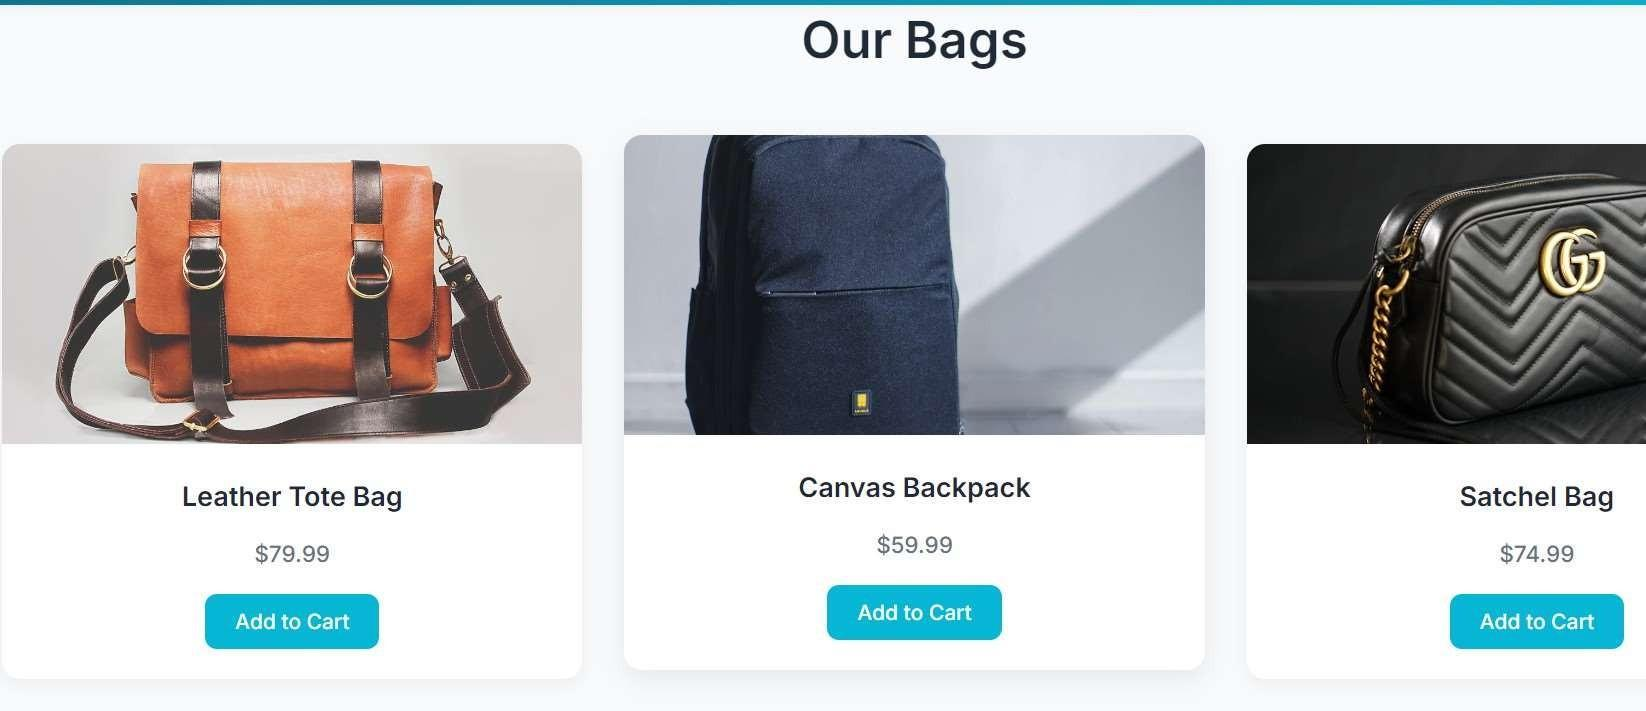 Our Bags
Leather Tote Bag
$79.99
Add to Cart
Canvas Backpack
$59.99
Add to Cart
GG
Satchel Bag
$74.99
Add to Cart